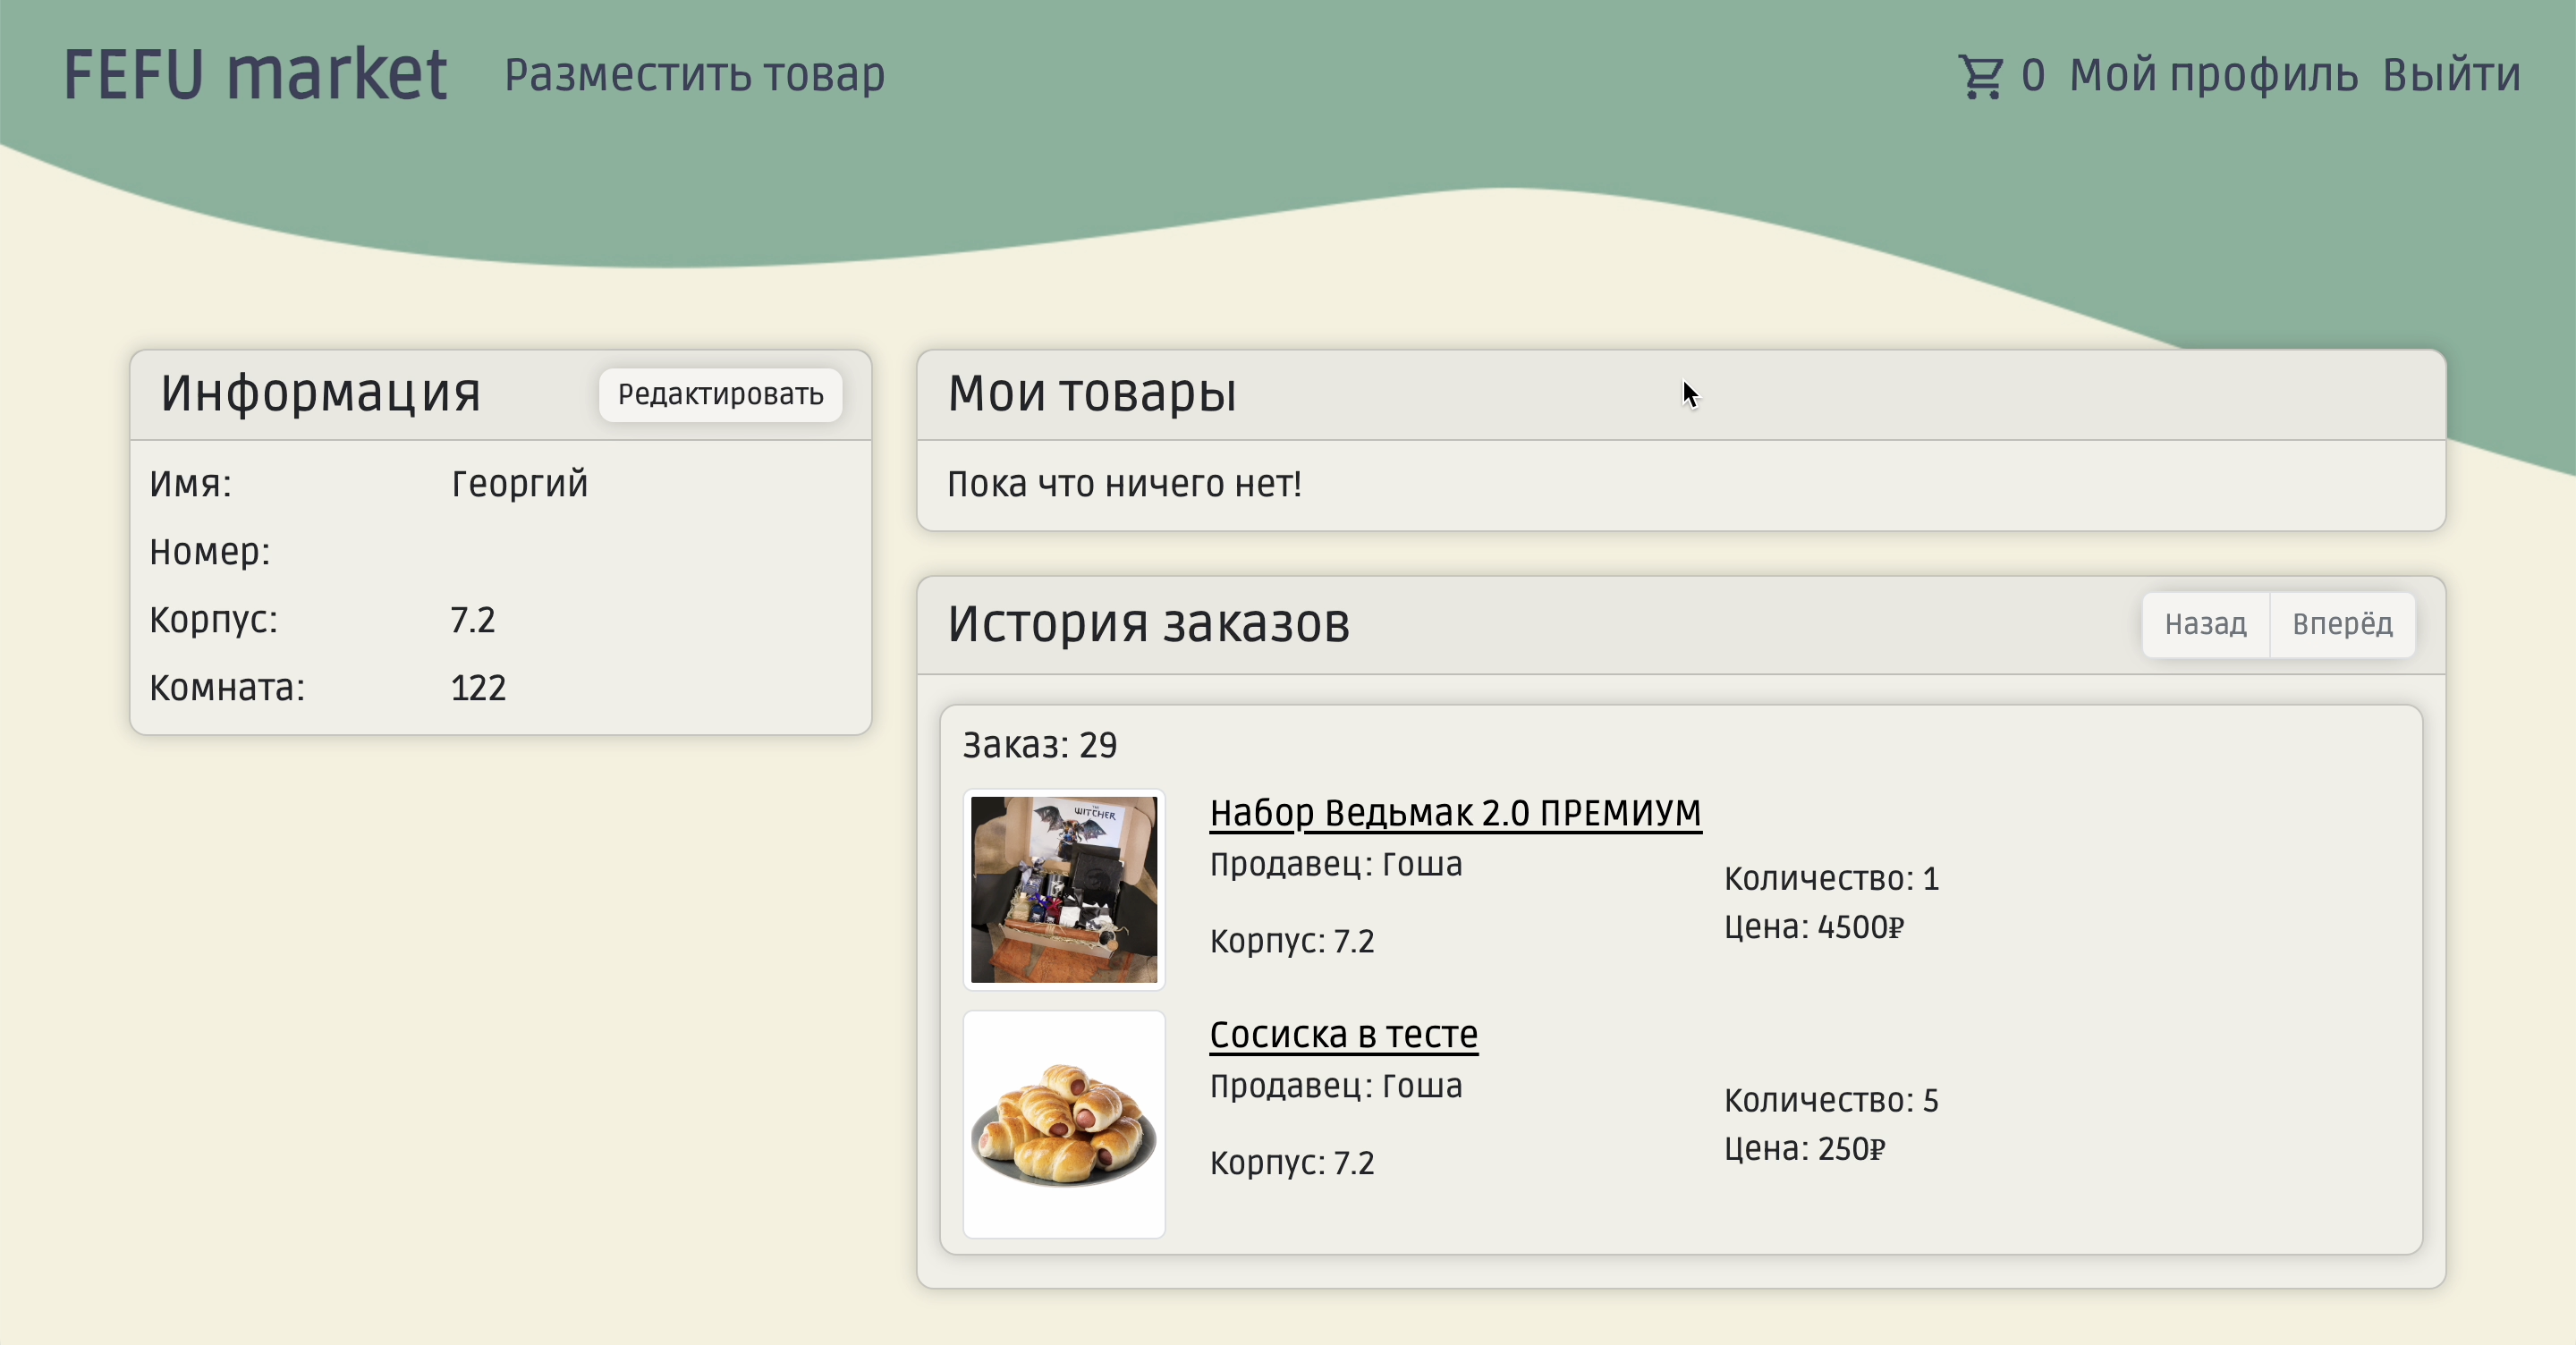 FEFU market Разместить товар 0 Мой профиль Выйти
Информация Редактировать
Имя: Георгий
Номер:
Корпус: 7.2
Комната: 122
Мои товары
Пока что ничего нет!
История заказов Назад Вперёд
Заказ: 29
THE
WITCHER
Набор Ведьмак 2.0 ПРЕМИУМ
Продавец: Гоша
Корпус: 7.2
Количество: 1
Цена: 4500₽
Сосиска в тесте
Продавец: Гоша
Корпус: 7.2
Количество: 5
Цена: 250₽